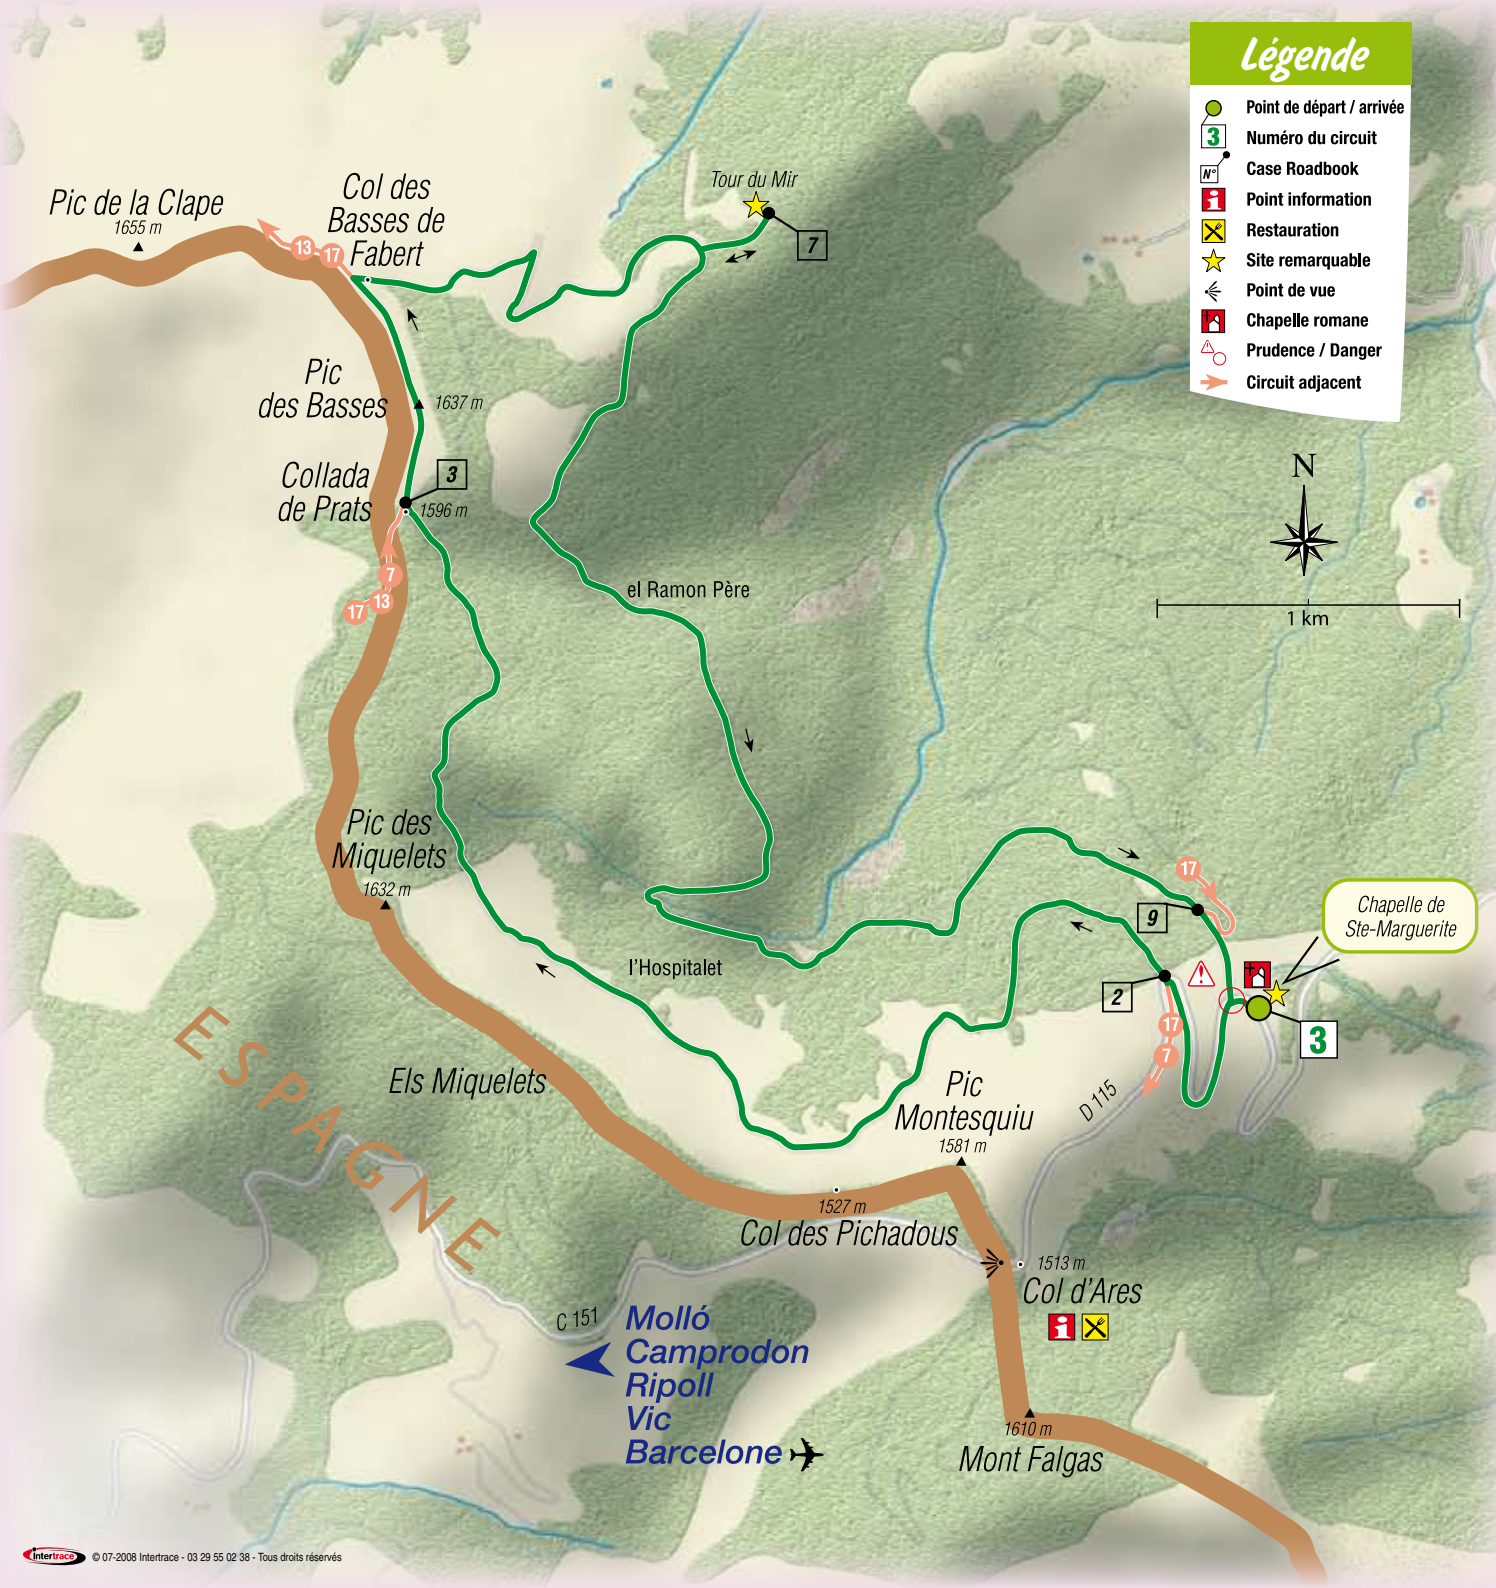 Légende
Point de départ / arrivée
3
Numéro du circuit
N°
Case Roadbook
Point information
Restauration
Site remarquable
Point de vue
Chapelle romane
Prudence / Danger
Circuit adjacent
Pic de la Clape
1655 m
Col des
Basses de
Fabert
13
17
Tour du Mir
7
Pic
des Basses
1637 m
Collada
de Prats
3
1596 m
7
13
17
N
1 km
el Ramon Père
Pic des
Miquelets
1632 m
17
9
Chapelle de
Ste-Marguerite
l'Hospitalet
2
3
17
7
ESPAGNE
Els Miquelets
D 115
Pic
Montesquiu
1581 m
1527 m
Col des Pichadous
1513 m
Col d'Ares
C 151
Molló
Camprodon
Ripoll
Vic
Barcelone
1610 m
Mont Falgas
intertrace
© 07-2008 Intertrace - 03 29 55 02 38 - Tous droits réservés